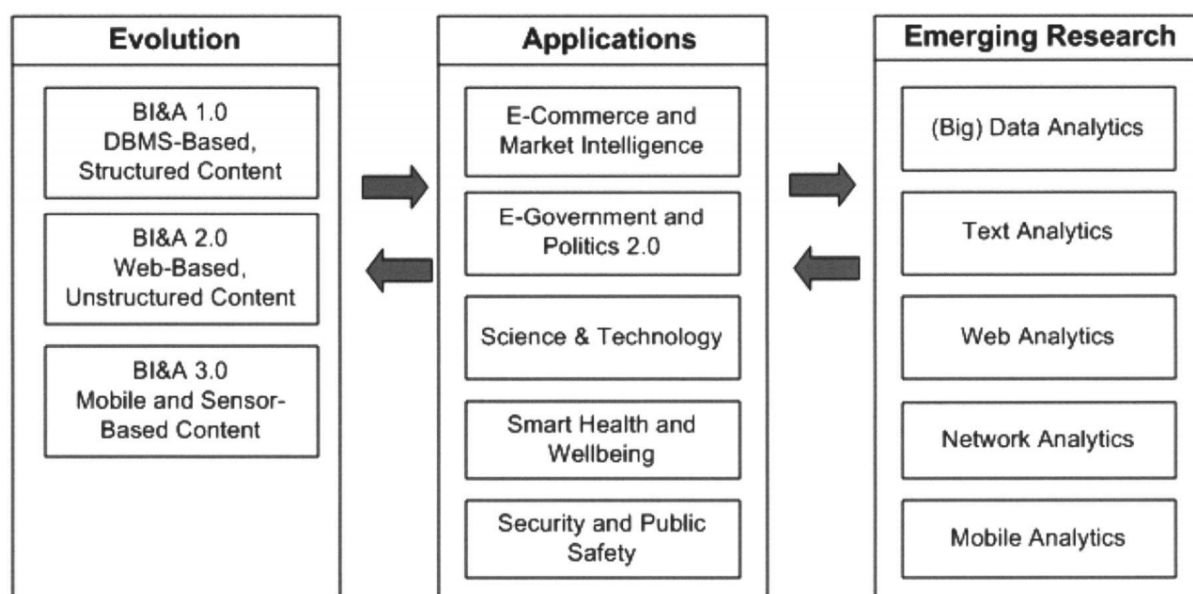 Evolution
BI&A 1.0
DBMS-Based,
Structured Content
BI&A 2.0
Web-Based,
Unstructured Content
BI&A 3.0
Mobile and Sensor-
Based Content
Applications
E-Commerce and
Market Intelligence
E-Government and
Politics 2.0
Science & Technology
Smart Health and
Wellbeing
Security and Public
Safety
Emerging Research
(Big) Data Analytics
Text Analytics
Web Analytics
Network Analytics
Mobile Analytics